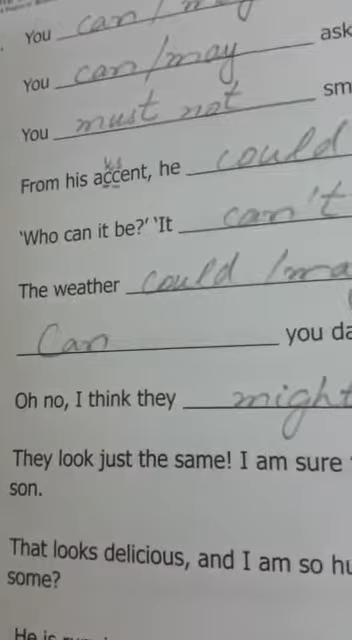 You can/may
You can/may ask
You must not sm
From his accent, he could
'Who can it be?' 'It can't
The weather could/ma
Can you da
Oh no, I think they might
They look just the same! I am sure
son.
That looks delicious, and I am so hu
some?
He is